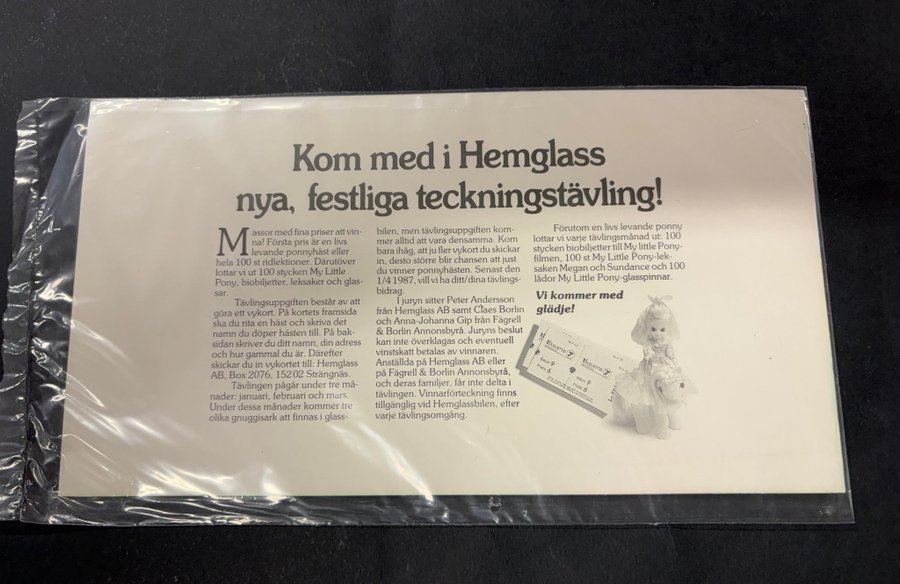 Kom med i Hemglass
nya, festliga teckningstävling!
Massor med fina priser att vin-
na! Första pris är en livs
levande ponnyhäst eller
hela 100 st ridlektioner. Därutöver
lottar vi ut 100 stycken My Little
Pony, biobiljetter, leksaker och glas-
sar.
Tävlingsuppgiften består av att
göra ett vykort. På kortets framsida
ska du rita en häst och skriva det
namn du döper hästen till. På bak-
sidan skriver du ditt namn, din adress
och hur gammal du är. Därefter
skickar du in vykortet till: Hemglass
AB, Box 2076, 152 02 Strängnäs.
Tävlingen pågår under tre må-
nader: januari, februari och mars.
Under dessa månader kommer tre
olika gnuggisark att finnas i glass-
bilen, men tävlingsuppgiften kom-
mer alltid att vara densamma. Kom
bara ihåg, att ju fler vykort du skickar
in, desto större blir chansen att just
du vinner ponnyhästen. Senast den
1/4 1987, vill vi ha ditt/dina tävlings-
bidrag.
I juryn sitter Peter Andersson
från Hemglass AB samt Claes Borlin
och Anna-Johanna Gip från Fägrell
& Borlin Annonsbyrå. Juryns beslut
kan inte överklagas och eventuell
vinstskatt betalas av vinnaren.
Anställda på Hemglass AB eller
på Fägrell & Borlin Annonsbyrå,
och deras familjer, får inte delta i
tävlingen. Vinnarförteckning finns
tillgänglig vid Hemglassbilen, efter
varje tävlingsomgång.
Förutom en livs levande ponny
lottar vi varje tävlingsmånad ut: 100
stycken biobiljetter till My little Pony-
filmen, 100 st My Little Pony-lek-
saken Megan och Sundance och 100
lådor My Little Pony-glasspinnar.
Vi kommer med
glädje!